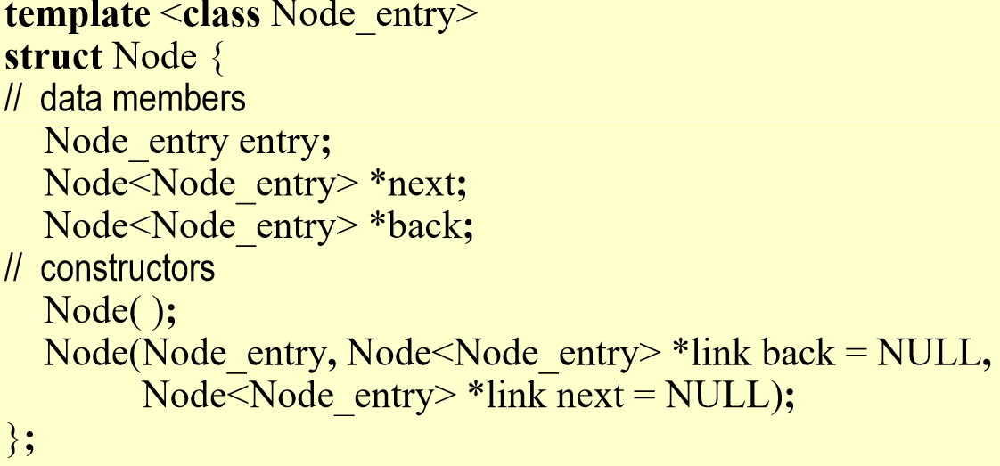 template <class Node_entry>
struct Node {
// data members
Node_entry entry;
Node<Node_entry> *next;
Node<Node_entry> *back;
// constructors
Node( );
Node(Node_entry, Node<Node_entry> *link back = NULL,
Node<Node_entry> *link next = NULL);
};